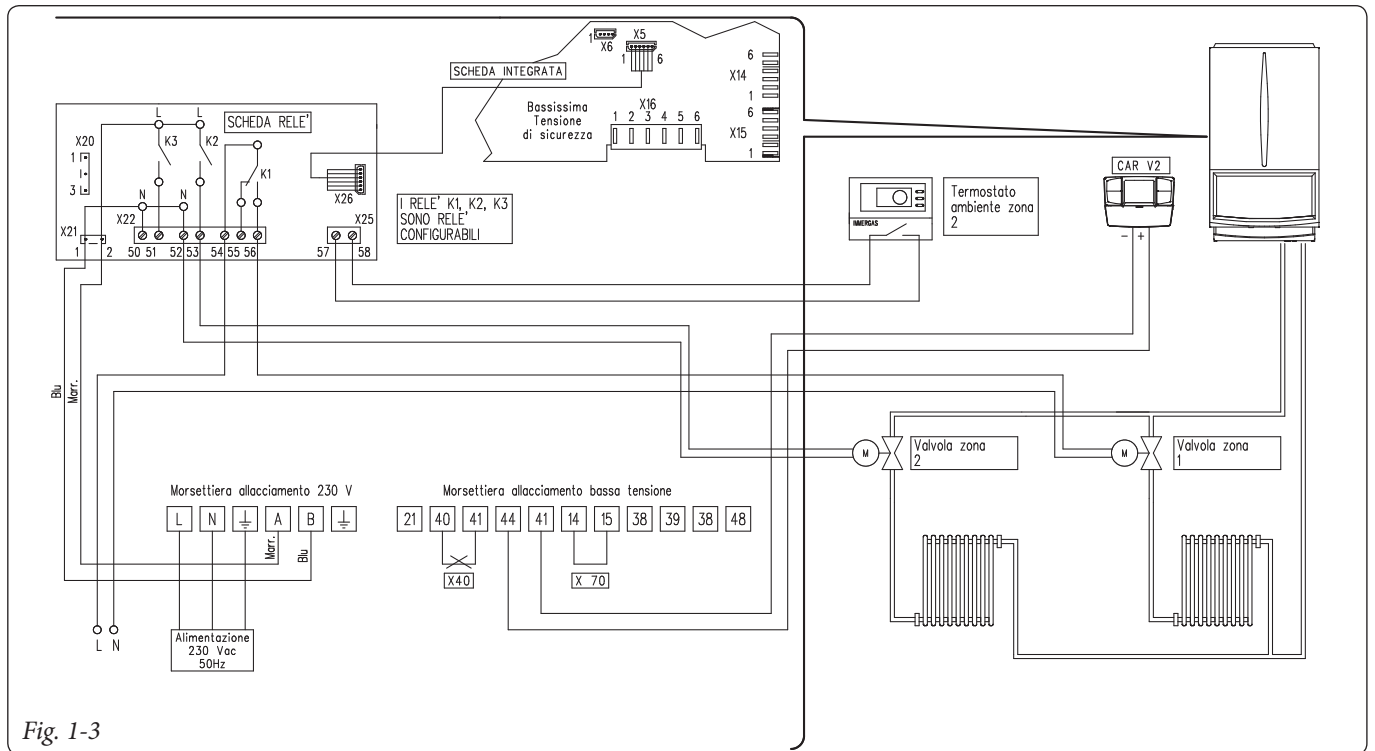 1
X6
X5
1
6
SCHEDA INTEGRATA
6
X14
1
6
X15
1
Bassissima
Tensione
di sicurezza
X16
1 2 3 4 5 6
L
L
SCHEDA RELE'
K3
K2
K1
X20
1
3
N
N
X22
X26
X25
X21
1
2
50 51 52 53 54 55 56
57 58
I RELE' K1, K2, K3
SONO RELE'
CONFIGURABILI
IMMERGAS
Termostato
ambiente zona
2
CAR V2
- +
Blu
Marr.
M
Valvola zona
2
M
Valvola zona
1
Morsettiera allacciamento 230 V
L N A B
Marr.
Blu
Morsettiera allacciamento bassa tensione
21 40 41 44 41 14 15 38 39 38 48
X40
X 70
L N
Alimentazione
230 Vac
50Hz
Fig. 1-3